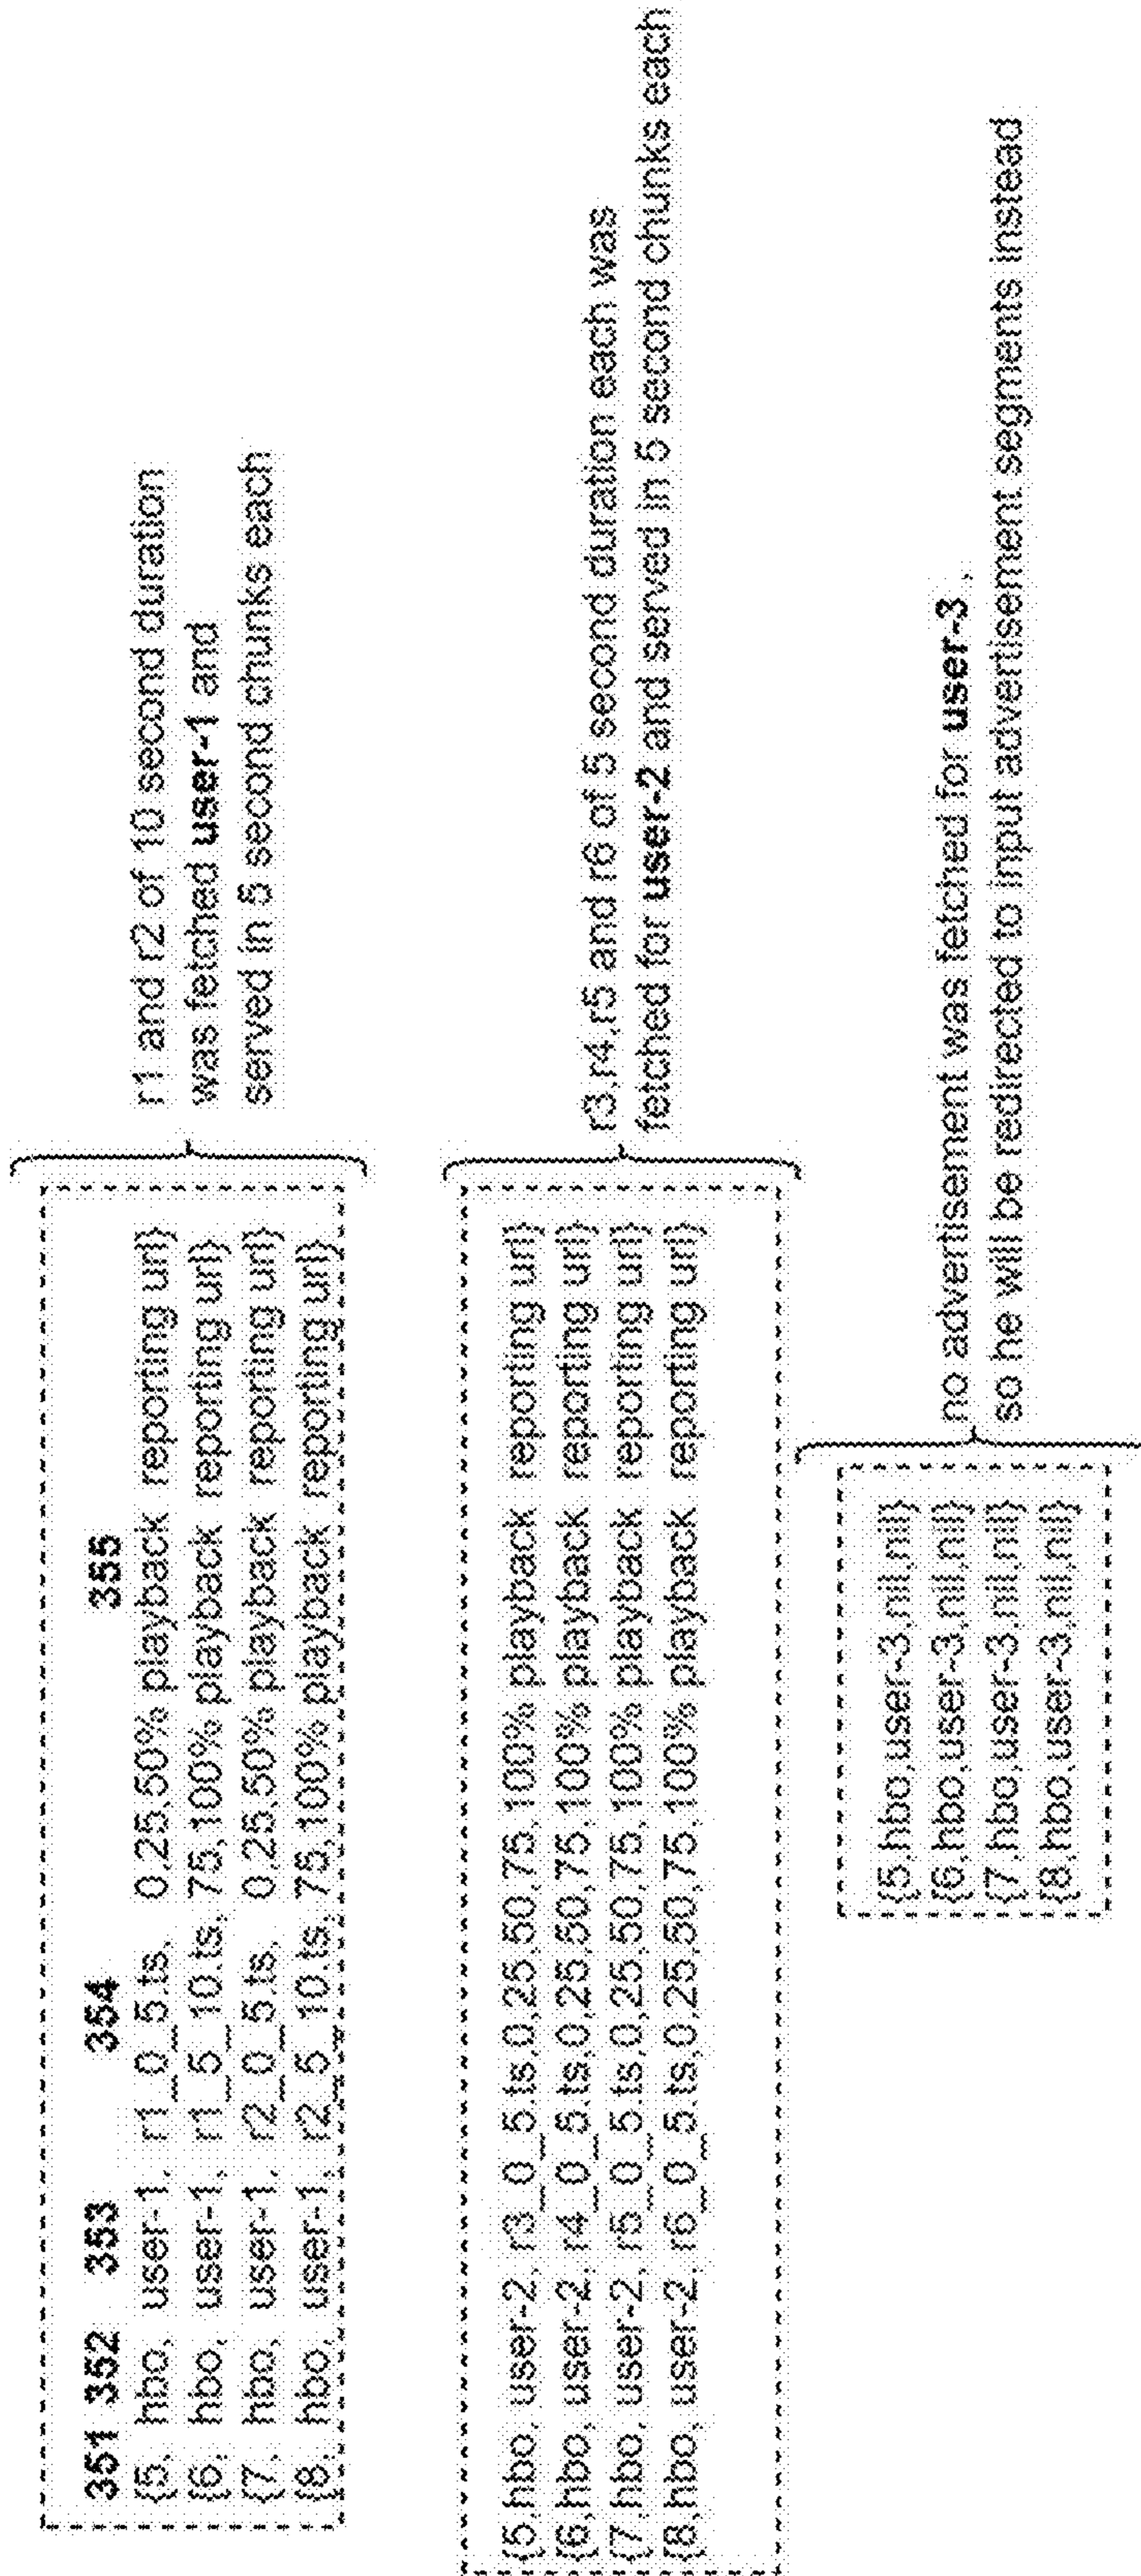 351 352 353 354 355
{5, hbo, user-1, r1_0_5.ts, 0,25,50% playback reporting url}
{6, hbo, user-1, r1_5_10.ts, 75,100% playback reporting url}
{7, hbo, user-1, r2_0_5.ts, 0,25,50% playback reporting url}
{8, hbo, user-1, r2_5_10.ts, 75,100% playback reporting url}
r1 and r2 of 10 second duration
was fetched user-1 and
served in 5 second chunks each
{5,hbo, user-2, r3_0_5.ts,0,25,50,75,100% playback reporting url}
{6,hbo, user-2, r4_0_5.ts,0,25,50,75,100% playback reporting url}
{7,hbo, user-2, r5_0_5.ts,0,25,50,75,100% playback reporting url}
{8,hbo, user-2, r6_0_5.ts,0,25,50,75,100% playback reporting url}
r3,r4,r5 and r6 of 5 second duration each was
fetched for user-2 and served in 5 second chunks each
{5,hbo,user-3,nil,nil}
{6,hbo,user-3,nil,nil}
{7,hbo,user-3,nil,nil}
{8,hbo,user-3,nil,nil}
no advertisement was fetched for user-3 ,
so he will be redirected to input advertisement segments instead